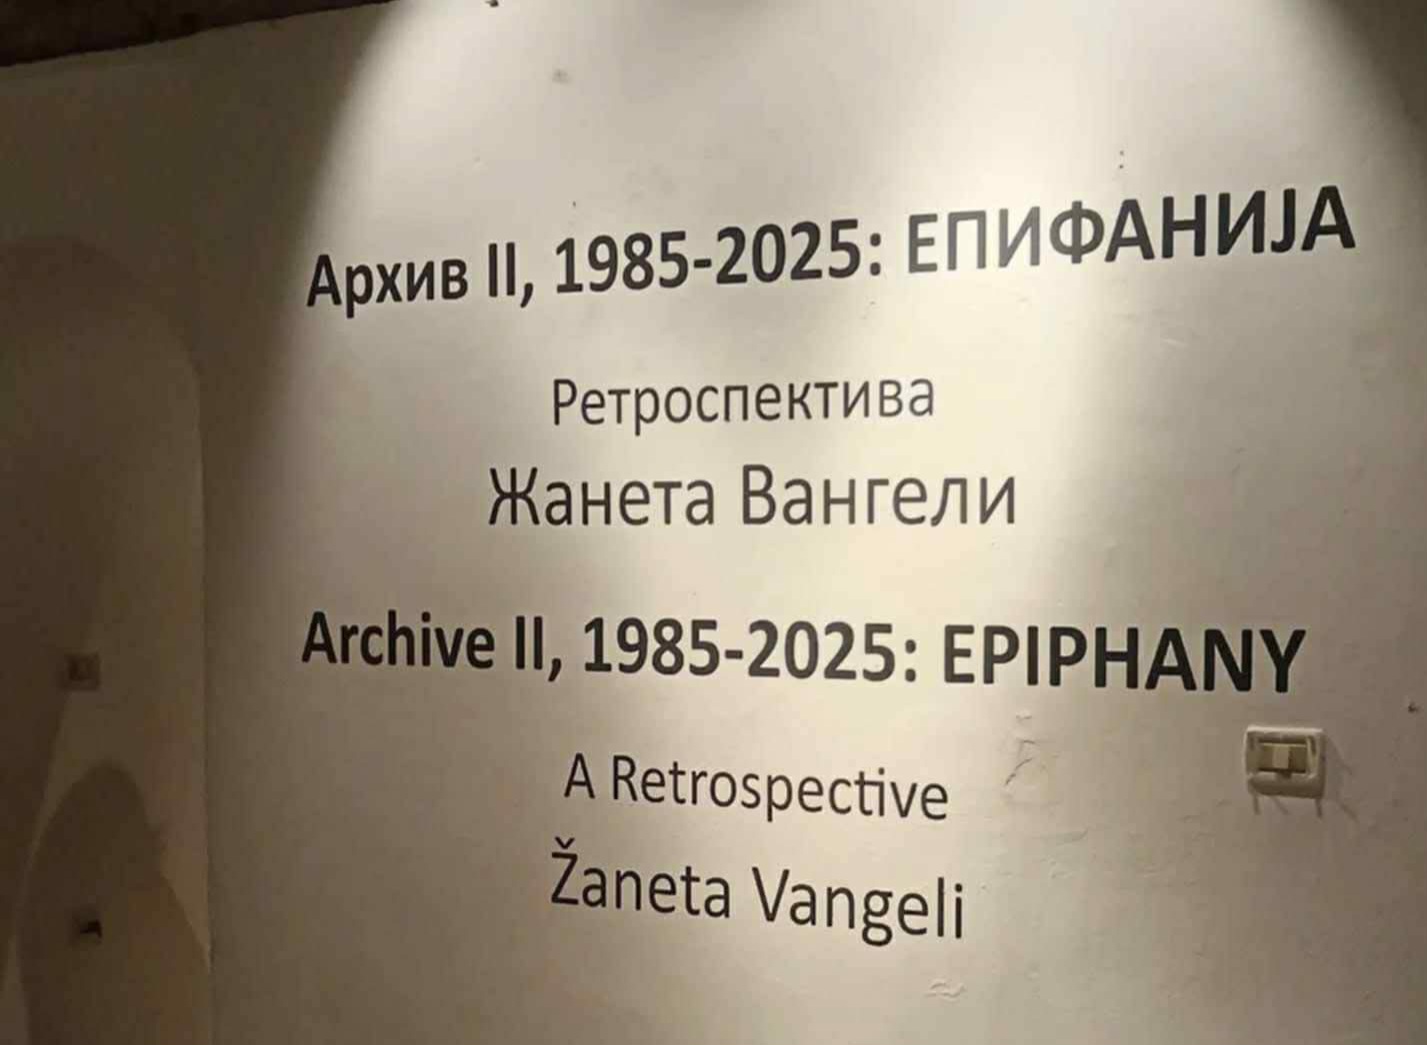 Архив II, 1985-2025: ЕПИФАНИЈА
Ретроспектива
Жанета Вангели
Archive II, 1985-2025: EPIPHANY
A Retrospective
Žaneta Vangeli